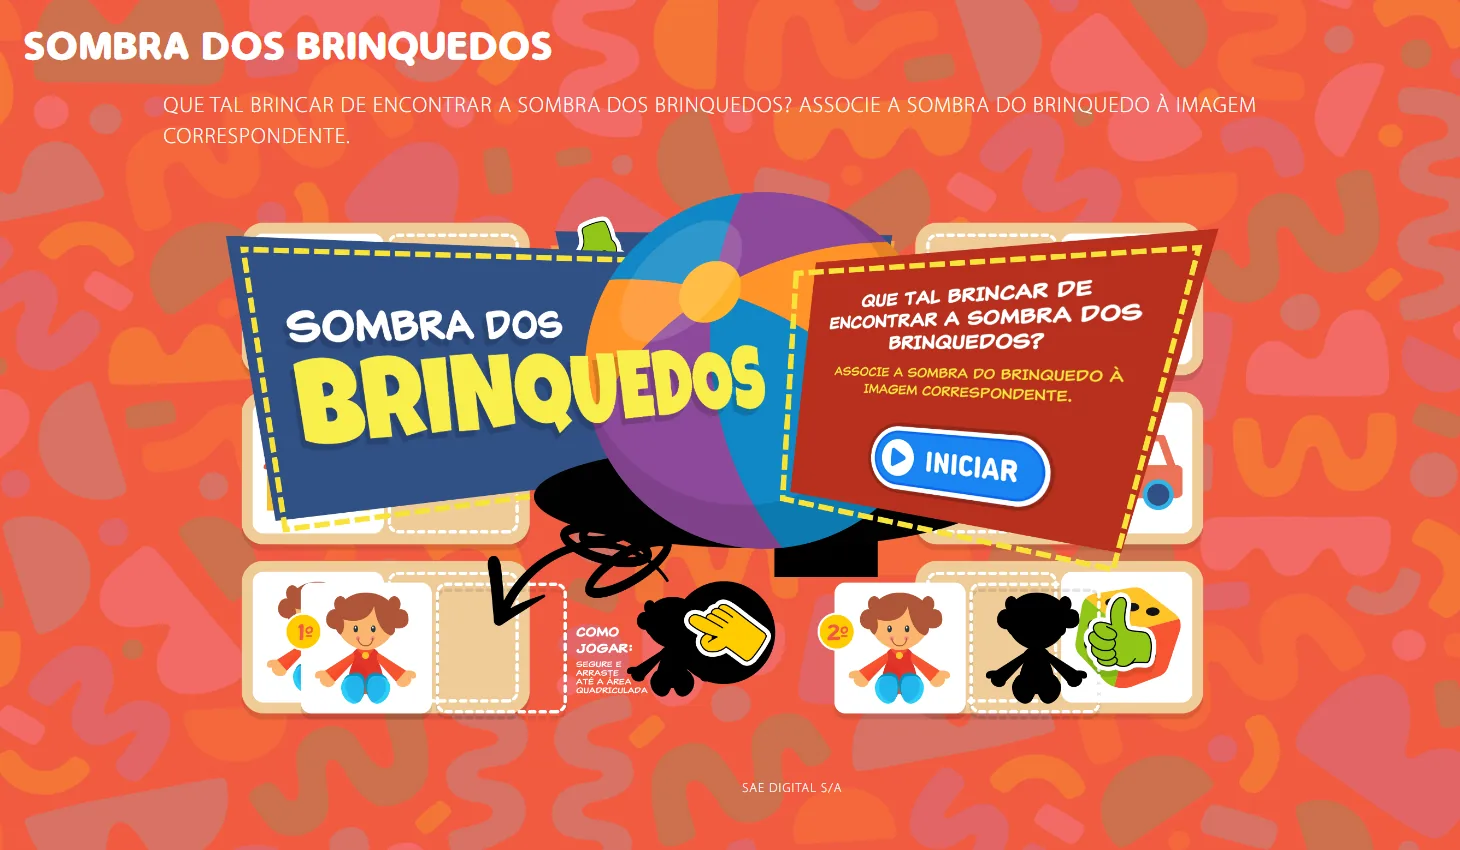 SOMBRA DOS BRINQUEDOS
QUE TAL BRINCAR DE ENCONTRAR A SOMBRA DOS BRINQUEDOS? ASSOCIE A SOMBRA DO BRINQUEDO À IMAGEM
CORRESPONDENTE.
SOMBRA DOS
BRINQUEDOS
QUE TAL BRINCAR DE
ENCONTRAR A SOMBRA DOS
BRINQUEDOS?
ASSOCIE A SOMBRA DO BRINQUEDO À
IMAGEM CORRESPONDENTE.
INICIAR
1º
COMO
JOGAR:
SEGURE E
ARRASTE
ATÉ A ÁREA
QUADRICULADA
2º
SAE DIGITAL S/A